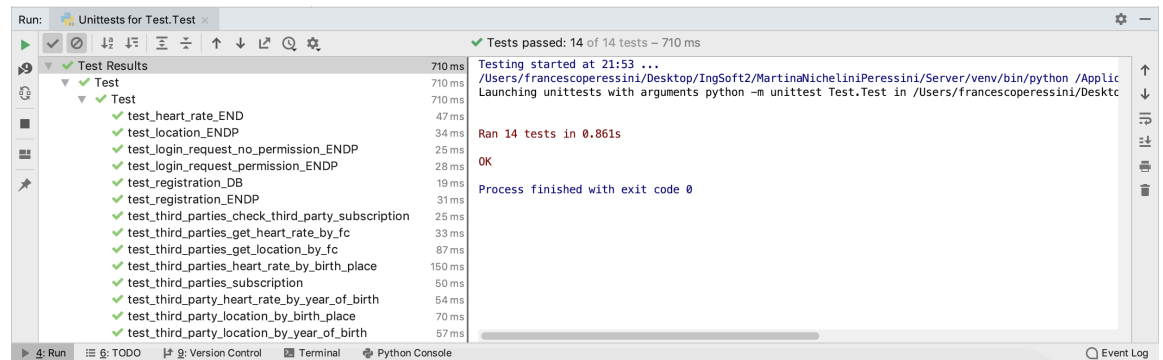 Run: Unittests for Test.Test
Tests passed: 14 of 14 tests – 710 ms
Test Results 710 ms
Test 710 ms
Test 710 ms
test_heart_rate_END 47 ms
test_location_ENDP 34 ms
test_login_request_no_permission_ENDP 25 ms
test_login_request_permission_ENDP 28 ms
test_registration_DB 19 ms
test_registration_ENDP 31 ms
test_third_parties_check_third_party_subscription 25 ms
test_third_parties_get_heart_rate_by_fc 33 ms
test_third_parties_get_location_by_fc 87 ms
test_third_parties_heart_rate_by_birth_place 150 ms
test_third_parties_subscription 50 ms
test_third_party_heart_rate_by_year_of_birth 54 ms
test_third_party_location_by_birth_place 70 ms
test_third_party_location_by_year_of_birth 57 ms
Testing started at 21:53 ...
/Users/francescoperessini/Desktop/IngSoft2/MartinaNicheliniPeressini/Server/venv/bin/python /Applic
Launching unittests with arguments python -m unittest Test.Test in /Users/francescoperessini/Deskto
Ran 14 tests in 0.861s
OK
Process finished with exit code 0
4: Run 6: TODO 9: Version Control Terminal Python Console Event Log